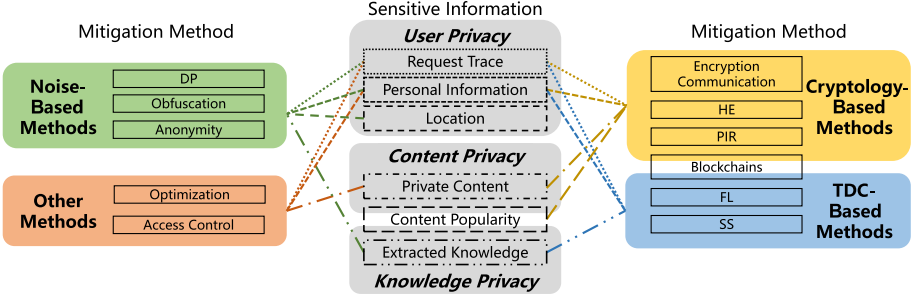 Sensitive Information
Mitigation Method
Mitigation Method
Noise-
Based
Methods
DP
Obfuscation
Anonymity
Other
Methods
Optimization
Access Control
User Privacy
Request Trace
Personal Information
Location
Content Privacy
Private Content
Content Popularity
Extracted Knowledge
Knowledge Privacy
Encryption
Communication
HE
PIR
Blockchains
FL
SS
Cryptology-
Based
Methods
TDC-
Based
Methods